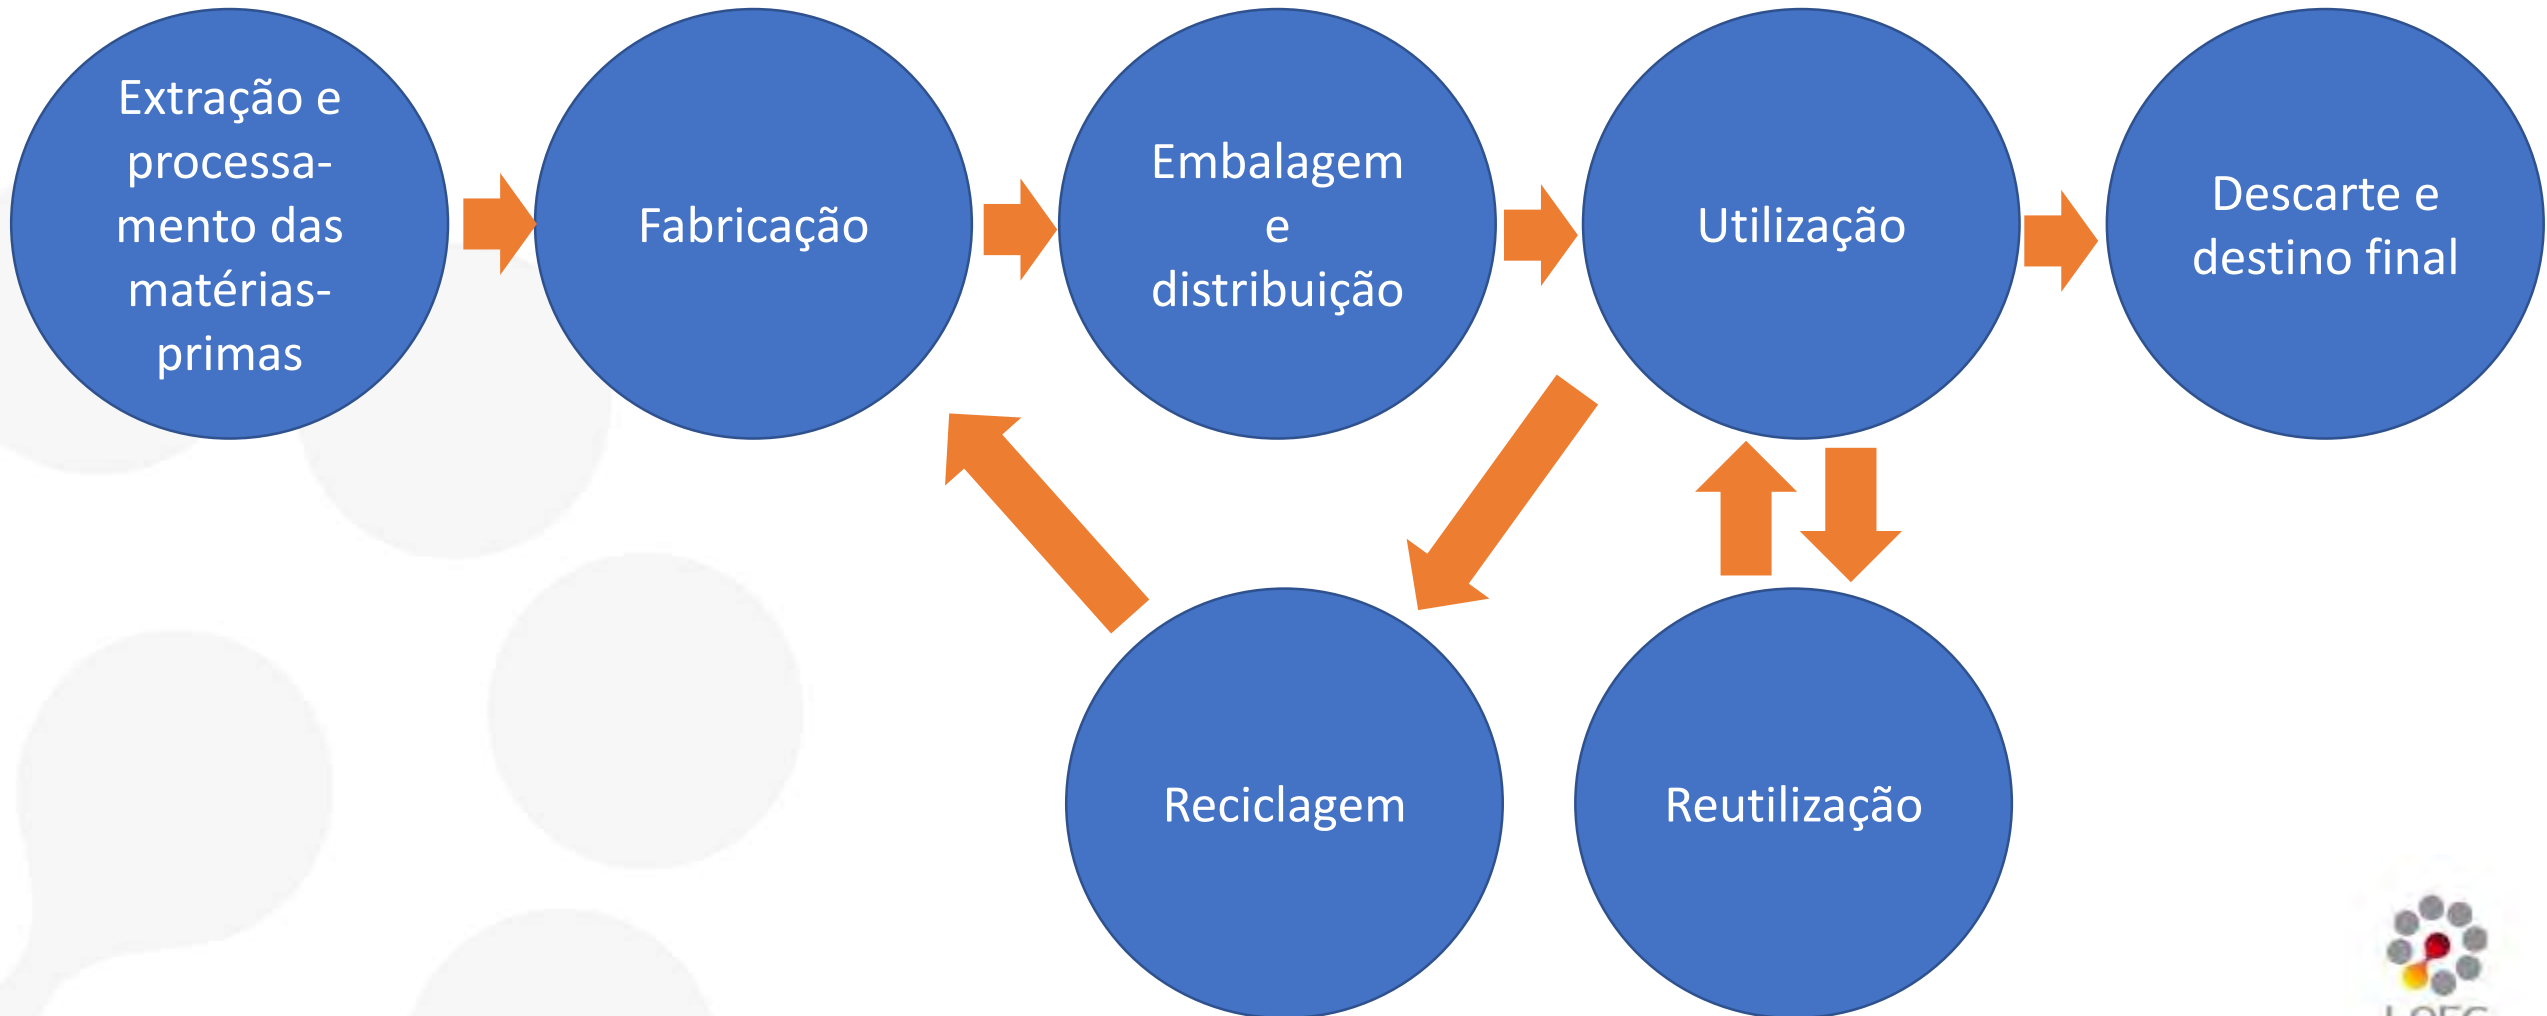 Extração e
processa-
mento das
matérias-
primas
Fabricação
Embalagem
e
distribuição
Utilização
Descarte e
destino final
Reciclagem
Reutilização